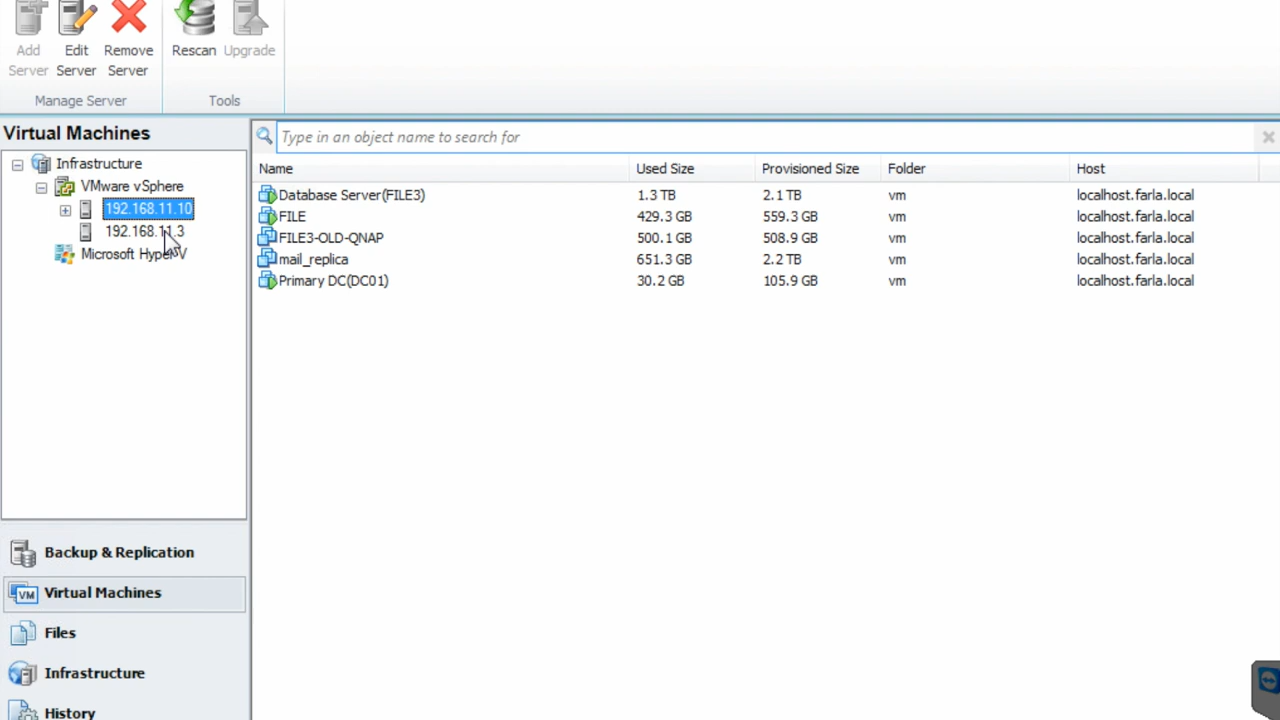 Add Server
Edit Server
Remove Server
Rescan
Upgrade
Manage Server
Tools
Virtual Machines
Infrastructure
VMware vSphere
192.168.11.10
192.168.11.3
Microsoft Hyper-V
Type in an object name to search for
Name Used Size Provisioned Size Folder Host
Database Server(FILE3) 1.3 TB 2.1 TB vm localhost.farla.local
FILE 429.3 GB 559.3 GB vm localhost.farla.local
FILE3-OLD-QNAP 500.1 GB 508.9 GB vm localhost.farla.local
mail_replica 651.3 GB 2.2 TB vm localhost.farla.local
Primary DC(DC01) 30.2 GB 105.9 GB vm localhost.farla.local
Backup & Replication
VM Virtual Machines
Files
Infrastructure
History